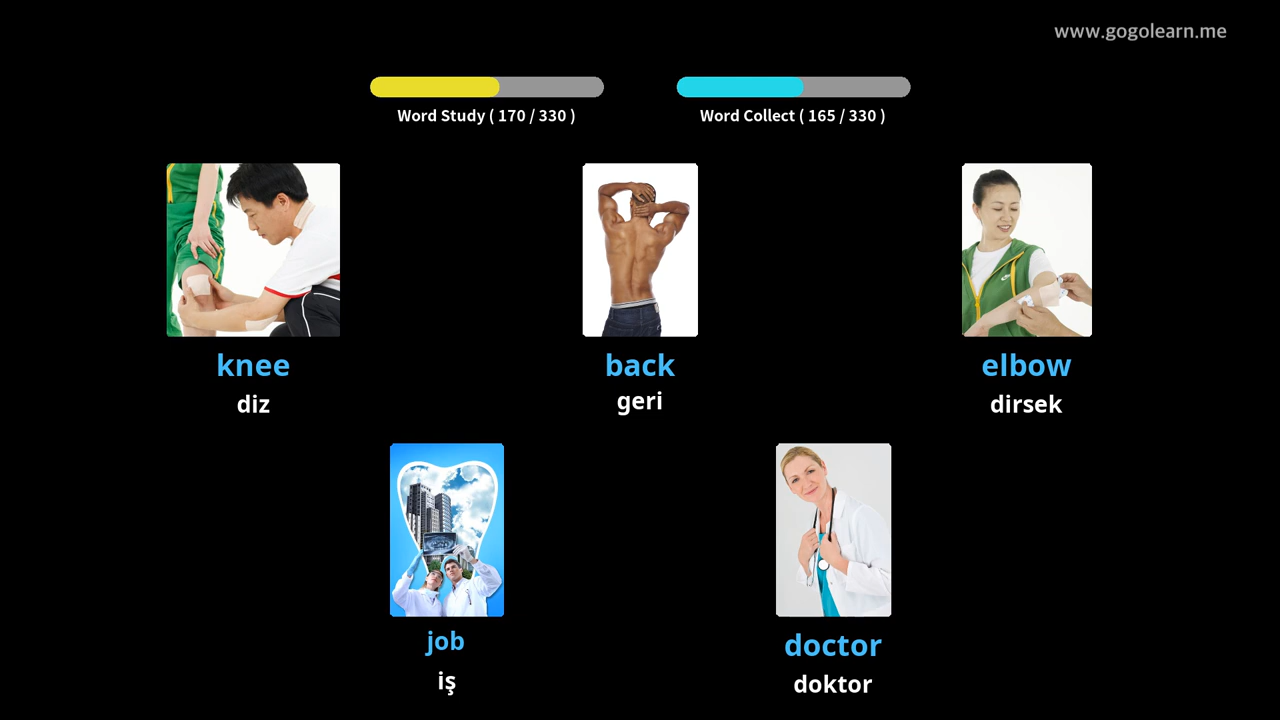 www.gogolearn.me
Word Study ( 170 / 330 )
Word Collect ( 165 / 330 )
knee
diz
back
geri
elbow
dirsek
job
iş
doctor
doktor